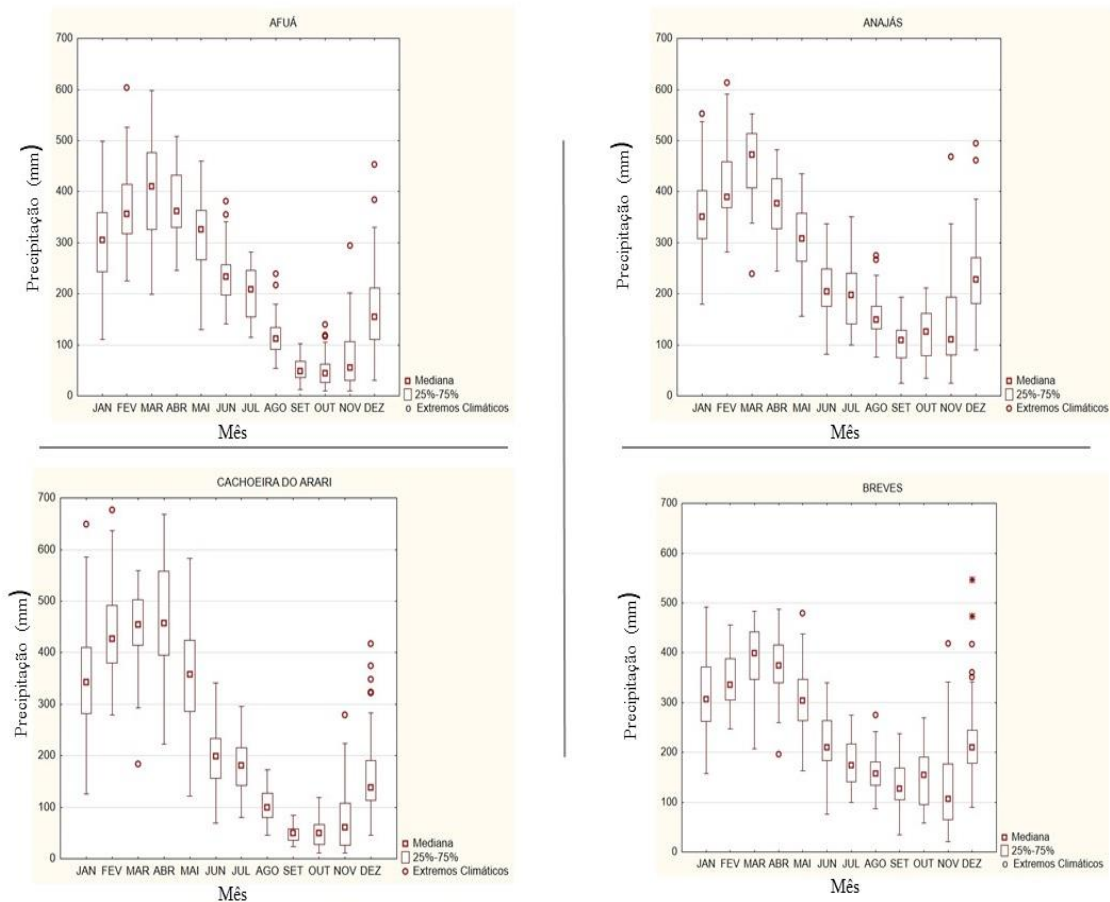 AFUÁ
700
600
500
400
300
200
100
0
Precipitação (mm)
JAN FEV MAR ABR MAI JUN JUL AGO SET OUT NOV DEZ
Mês
Mediana
25%-75%
Extremos Climáticos
ANAJÁS
700
600
500
400
300
200
100
0
Precipitação (mm)
JAN FEV MAR ABR MAI JUN JUL AGO SET OUT NOV DEZ
Mês
Mediana
25%-75%
Extremos Climáticos
CACHOEIRA DO ARARI
700
600
500
400
300
200
100
0
Precipitação (mm)
JAN FEV MAR ABR MAI JUN JUL AGO SET OUT NOV DEZ
Mês
Mediana
25%-75%
Extremos Climáticos
BREVES
700
600
500
400
300
200
100
0
Precipitação (mm)
JAN FEV MAR ABR MAI JUN JUL AGO SET OUT NOV DEZ
Mês
Mediana
25%-75%
Extremos Climáticos